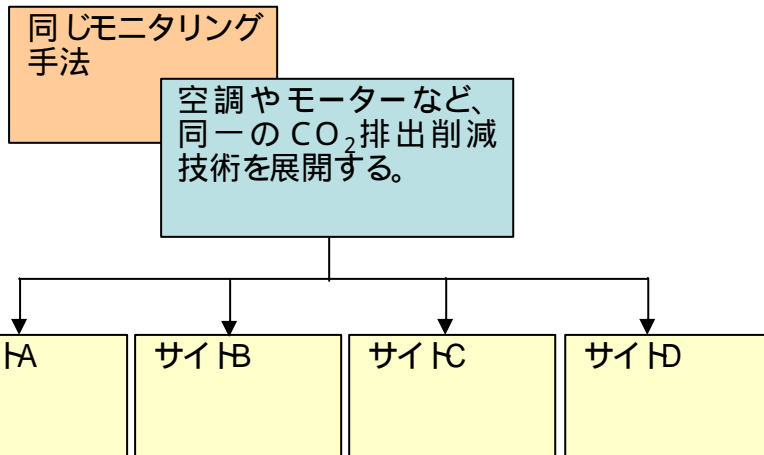 同じモニタリング
手法
空調やモーターなど、
同一のCO₂排出削減
技術を展開する。
トA
サイトB
サイトC
サイトD